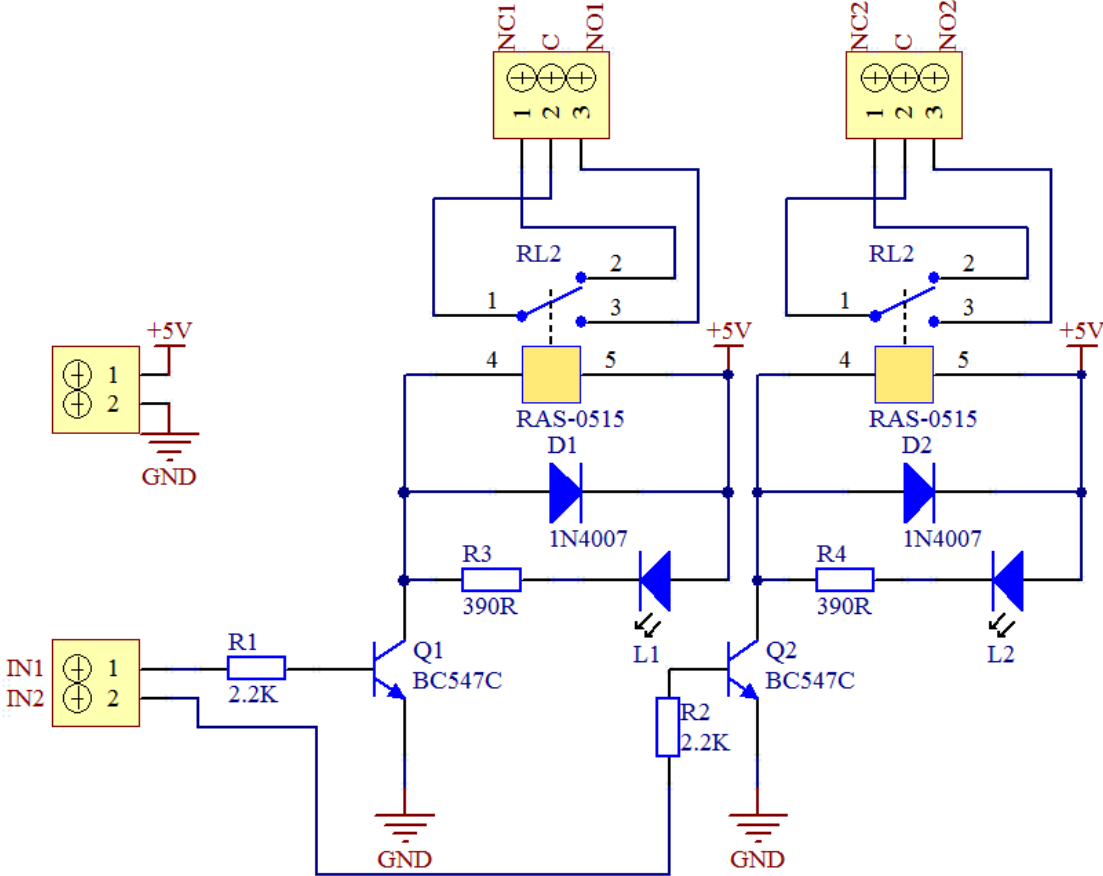 NC1
C
NO1
NC2
C
NO2
1
2
3
1
2
3
RL2
2
1
3
RL2
2
1
3
+5V
1
2
GND
+5V
4
5
RAS-0515
D1
1N4007
R3
390R
L1
+5V
4
5
RAS-0515
D2
1N4007
R4
390R
L2
IN1
IN2
1
2
R1
2.2K
Q1
BC547C
R2
2.2K
Q2
BC547C
GND
GND